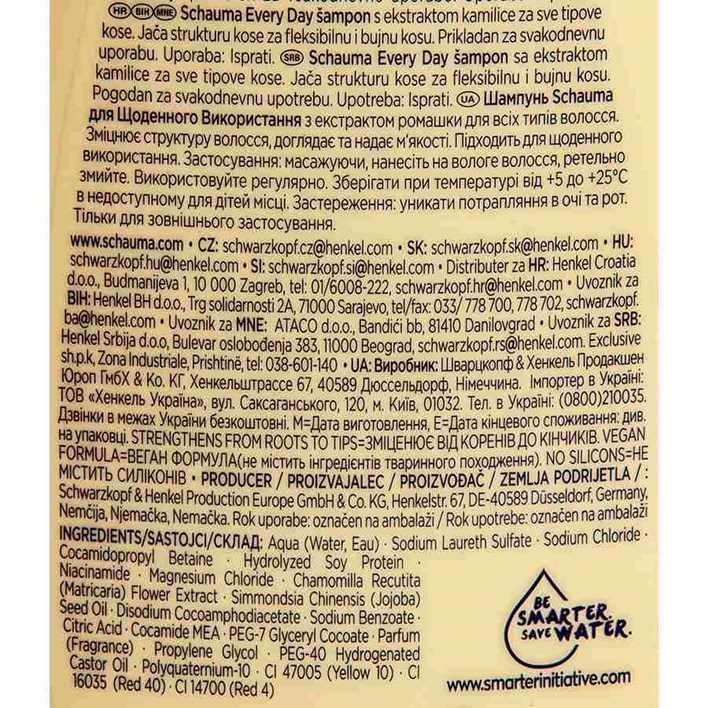 HR BIH MNE Schauma Every Day šampon s ekstraktom kamilice za sve tipove
kose. Jača strukturu kose za fleksibilnu i bujnu kosu. Prikladan za svakodnevnu
uporabu. Uporaba: Isprati. SRB Schauma Every Day šampon sa ekstraktom
kamilice za sve tipove kose. Jača strukturu kose za fleksibilnu i bujnu kosu.
Pogodan za svakodnevnu upotrebu. Upotreba: Isprati. UA Шампунь Schauma
для Щоденного Використання з екстрактом ромашки для всіх типів волосся.
Зміцнює структуру волосся, доглядає та надає м'якості. Підходить для щоденного
використання. Застосування: масажуючи, нанесіть на вологе волосся, ретельно
змийте. Використовуйте регулярно. Зберігати при температурі від +5 до +25°C
в недоступному для дітей місці. Застереження: уникати потрапляння в очі та рот.
Тільки для зовнішнього застосування.
www.schauma.com • CZ: schwarzkopf.cz@henkel.com • SK: schwarzkopf.sk@henkel.com • HU:
schwarzkopf.hu@henkel.com • SI: schwarzkopf.si@henkel.com • Distributer za HR: Henkel Croatia
d.o.o., Budmanijeva 1, 10 000 Zagreb, tel: 01/6008-222, schwarzkopf.hr@henkel.com • Uvoznik za
BIH: Henkel BH d.o.o., Trg solidarnosti 2A, 71000 Sarajevo, tel/fax: 033/ 778 700, 778 702, schwarzkopf.
ba@henkel.com • Uvoznik za MNE: ATACO d.o.o., Bandići bb, 81410 Danilovgrad • Uvoznik za SRB:
Henkel Srbija d.o.o, Bulevar oslobođenja 383, 11000 Beograd, schwarzkopf.rs@henkel.com. Exclusive
sh.p.k, Zona Industriale, Prishtinë, tel: 038-601-140 • UA: Виробник: Шварцкопф & Хенкель Продакшен
Юроп ГмбХ & Ко. КГ, Хенкельштрассе 67, 40589 Дюссельдорф, Німеччина. Імпортер в Україні:
ТОВ «Хенкель Україна», вул. Саксаганського, 120, м. Київ, 01032. Тел. в Україні: (0800)210035.
Дзвінки в межах України безкоштовні. M=Дата виготовлення, E=Дата кінцевого споживання: див.
на упаковці. STRENGTHENS FROM ROOTS TO TIPS=ЗМІЦЕНЮЄ ВІД КОРЕНІВ ДО КІНЧИКІВ. VEGAN
FORMULA=ВЕГАН ФОРМУЛА(не містить інгредієнтів тваринного походження). NO SILICONS=НЕ
МІСТИТЬ СИЛІКОНІВ • PRODUCER / PROIZVAJALEC / PROIZVOĐAČ / ZEMLJA PODRIJETLA / :
Schwarzkopf & Henkel Production Europe GmbH & Co. KG, Henkelstr. 67, DE-40589 Düsseldorf, Germany,
Nemčija, Njemačka, Nemačka. Rok uporabe: označen na ambalaži / Rok upotrebe: označen na ambalaži
INGREDIENTS/SASTOJCI/СКЛАД: Aqua (Water, Eau) · Sodium Laureth Sulfate · Sodium Chloride ·
Cocamidopropyl Betaine · Hydrolyzed Soy Protein ·
Niacinamide · Magnesium Chloride · Chamomilla Recutita
(Matricaria) Flower Extract · Simmondsia Chinensis (Jojoba)
Seed Oil · Disodium Cocoamphodiacetate · Sodium Benzoate ·
Citric Acid · Cocamide MEA · PEG-7 Glyceryl Cocoate · Parfum
(Fragrance) · Propylene Glycol · PEG-40 Hydrogenated
Castor Oil · Polyquaternium-10 · CI 47005 (Yellow 10) · CI
16035 (Red 40) · CI 14700 (Red 4)
BE
SMARTER.
SAVE WATER.
www.smarterinitiative.com